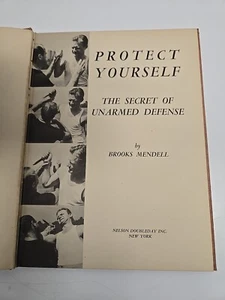 PROTECT
YOURSELF
THE SECRET OF
UNARMED DEFENSE
by
BROOKS MENDELL
NELSON DOUBLEDAY INC.
NEW YORK